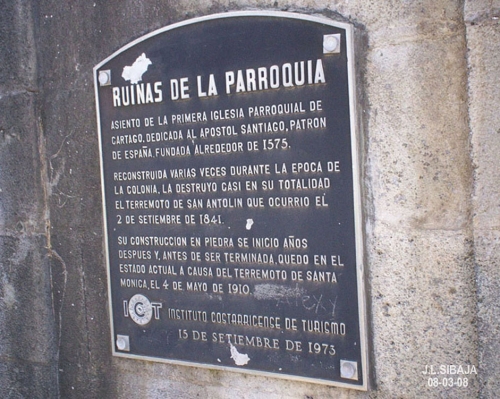 RUINAS DE LA PARROQUIA
ASIENTO DE LA PRIMERA IGLESIA PARROQUIAL DE
CARTAGO, DEDICADA AL APOSTOL SANTIAGO, PATRON
DE ESPAÑA, FUNDADA ALREDEDOR DE 1575.
RECONSTRUIDA VARIAS VECES DURANTE LA EPOCA DE
LA COLONIA, LA DESTRUYO CASI EN SU TOTALIDAD
EL TERREMOTO DE SAN ANTOLIN QUE OCURRIO EL
2 DE SETIEMBRE DE 1841.
SU CONSTRUCCION EN PIEDRA SE INICIO AÑOS
DESPUES Y, ANTES DE SER TERMINADA, QUEDO EN EL
ESTADO ACTUAL A CAUSA DEL TERREMOTO DE SANTA
MONICA, EL 4 DE MAYO DE 1910.
ICT INSTITUTO COSTARRICENSE DE TURISMO
15 DE SETIEMBRE DE 1973
J.L.SIBAJA
08-03-08